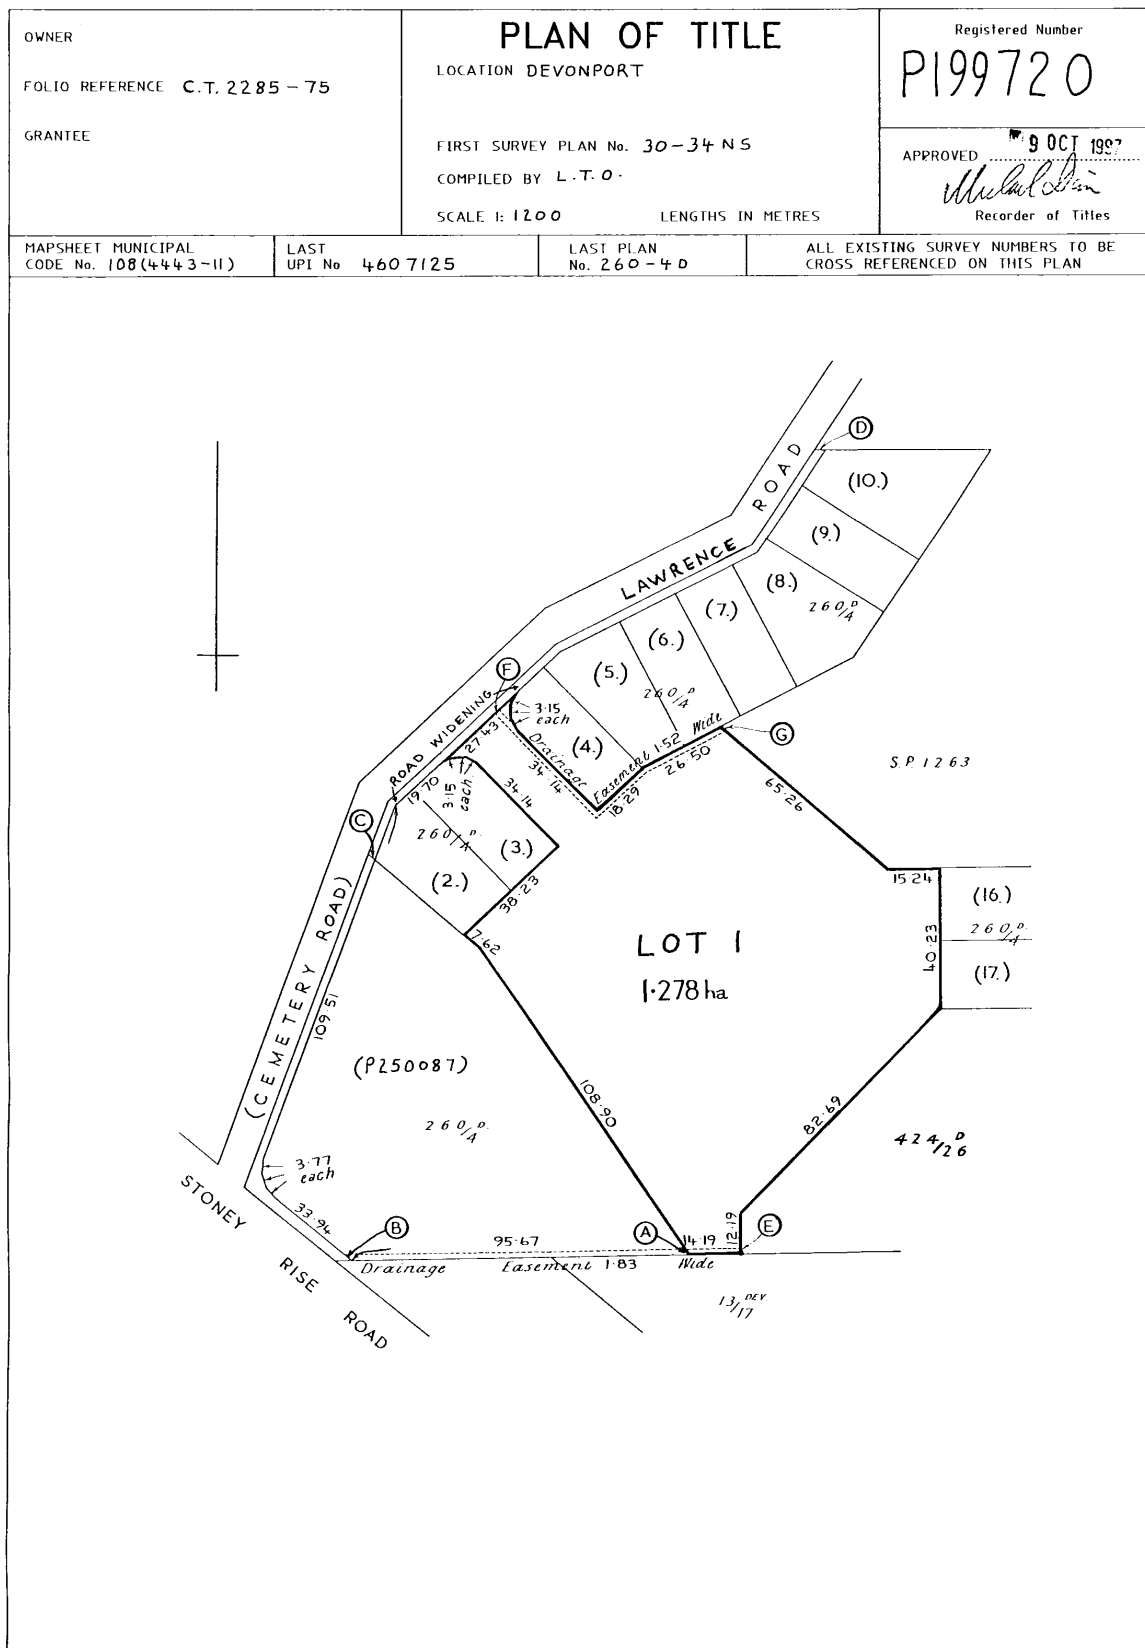 OWNER
FOLIO REFERENCE C.T. 2285-75
GRANTEE
PLAN OF TITLE
LOCATION DEVONPORT
FIRST SURVEY PLAN No. 30-34 NS
COMPILED BY L.T.O.
SCALE 1: 1200 LENGTHS IN METRES
Registered Number
P199720
APPROVED 9 OCT 1997
Recorder of Titles
MAPSHEET MUNICIPAL
CODE No. 108(4443-11)
LAST
UPI No 4607125
LAST PLAN
No. 260-4D
ALL EXISTING SURVEY NUMBERS TO BE
CROSS REFERENCED ON THIS PLAN
D
ROAD
(10.)
(9.)
LAWRENCE
(8.)
260/A D
(7.)
(6.)
(5.)
260/A D
F
ROAD WIDENING
3.15
each
27.43
(4.)
Drainage
34.14
Easement 1.52 Wide
26.50
18.29
G
S.P. 1263
65.26
19.70
3.15
each
34.14
C
260/A D.
(3.)
(2.)
38.23
7.62
15.24
(16.)
260/A D.
(17.)
40.23
LOT 1
1.278 ha
(CEMETERY ROAD)
109.51
(P250087)
260/A D.
108.90
82.69
424/26 D
3.77
each
33.94
STONEY
RISE
ROAD
B
95.67
A
14.19
12.19
E
Drainage Easement 1.83 Wide
13/17 DEV